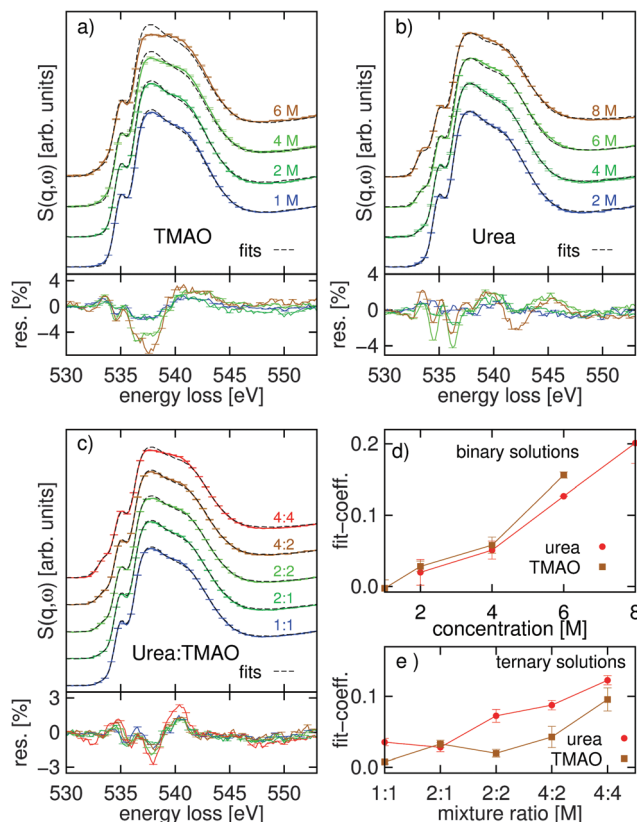 a)
S(q,ω) [arb. units]
6 M
4 M
2 M
1 M
TMAO
fits
res. [%]
4
0
−4
530 535 540 545 550
energy loss [eV]
b)
S(q,ω) [arb. units]
8 M
6 M
4 M
2 M
Urea
fits
res. [%]
4
0
−4
530 535 540 545 550
energy loss [eV]
c)
S(q,ω) [arb. units]
4:4
4:2
2:2
2:1
1:1
Urea:TMAO
fits
res. [%]
3
0
−3
530 535 540 545 550
energy loss [eV]
d)
binary solutions
fit−coeff.
0.2
0.1
0.0
urea
TMAO
2 4 6 8
concentration [M]
e )
ternary solutions
fit−coeff.
0.1
0.0
urea
TMAO
1:1 2:1 2:2 4:2 4:4
mixture ratio [M]